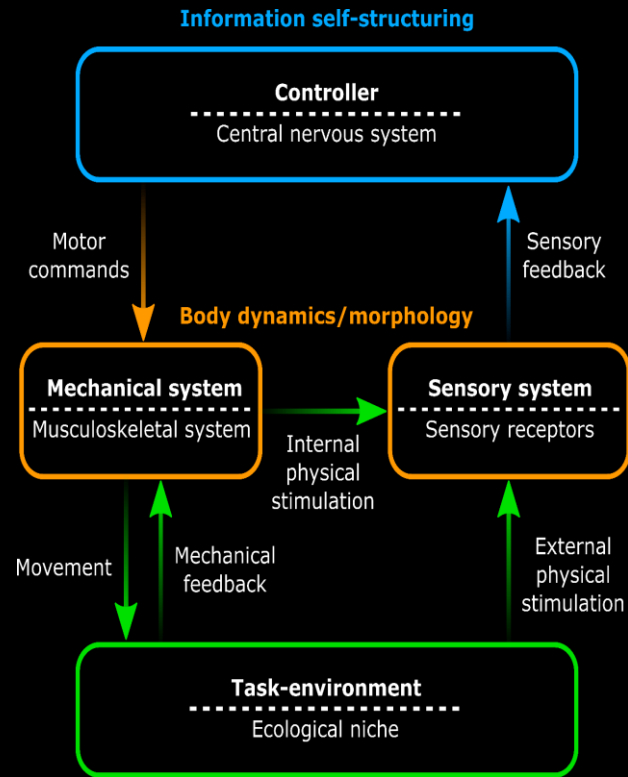 Information self-structuring
Controller
Central nervous system
Motor
commands
Sensory
feedback
Body dynamics/morphology
Mechanical system
Musculoskeletal system
Sensory system
Sensory receptors
Internal
physical
stimulation
Movement
Mechanical
feedback
External
physical
stimulation
Task-environment
Ecological niche